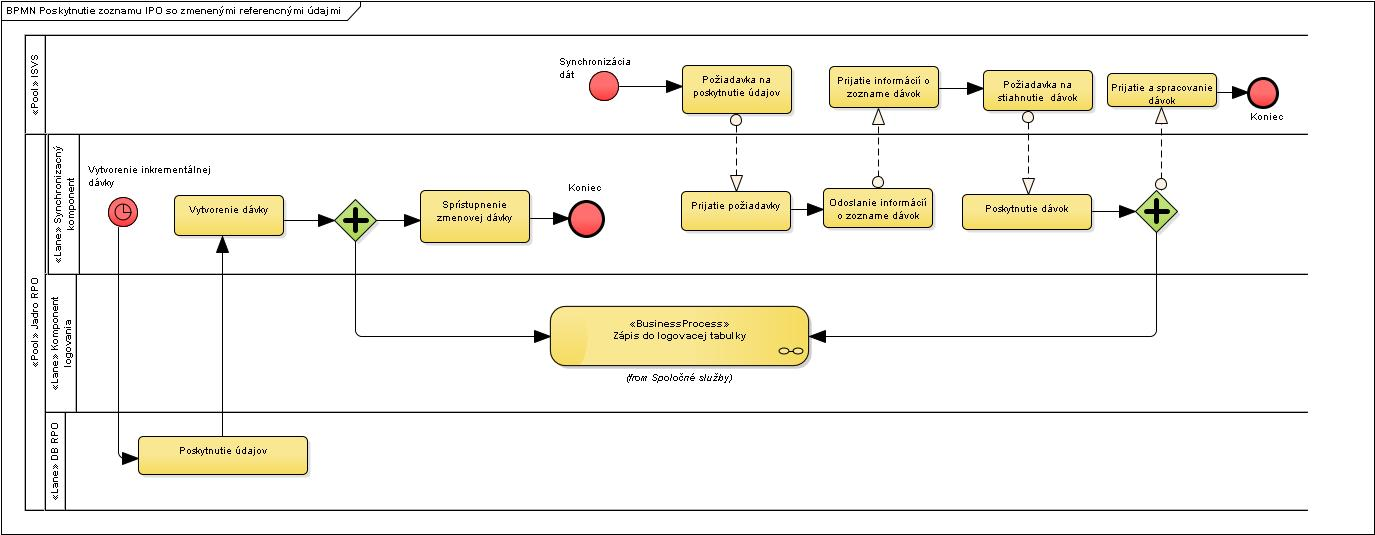 BPMN Poskytnutie zoznamu IPO so zmenenými referencnými údajmi
«Pool» ISVS
Synchronizácia
dát
Požiadavka na
poskytnutie údajov
Prijatie informácií o
zozname dávok
Požiadavka na
stiahnutie dávok
Prijatie a spracovanie
dávok
Koniec
«Pool» Jadro RPO
«Lane» Synchronizacný
komponent
Vytvorenie inkrementálnej
dávky
Vytvorenie dávky
Sprístupnenie
zmenovej dávky
Koniec
Prijatie požiadavky
Odoslanie informácií
o zozname dávok
Poskytnutie dávok
«Lane» Komponent
logovania
«BusinessProcess»
Zápis do logovacej tabulky
(from Spoločné služby)
«Lane» DB RPO
Poskytnutie údajov